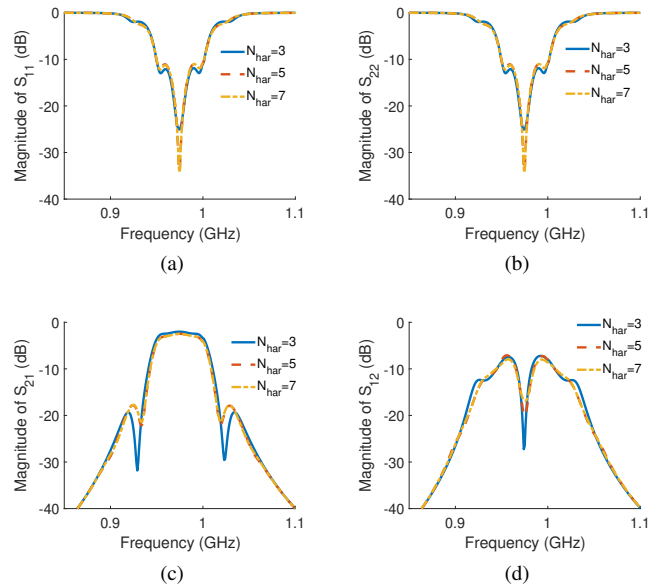 Magnitude of S11 (dB)
0
-10
-20
-30
-40
0.9
1
1.1
Frequency (GHz)
Nhar=3
Nhar=5
Nhar=7
(a)
Magnitude of S22 (dB)
0
-10
-20
-30
-40
0.9
1
1.1
Frequency (GHz)
Nhar=3
Nhar=5
Nhar=7
(b)
Magnitude of S21 (dB)
0
-10
-20
-30
-40
0.9
1
1.1
Frequency (GHz)
Nhar=3
Nhar=5
Nhar=7
(c)
Magnitude of S12 (dB)
0
-10
-20
-30
-40
0.9
1
1.1
Frequency (GHz)
Nhar=3
Nhar=5
Nhar=7
(d)